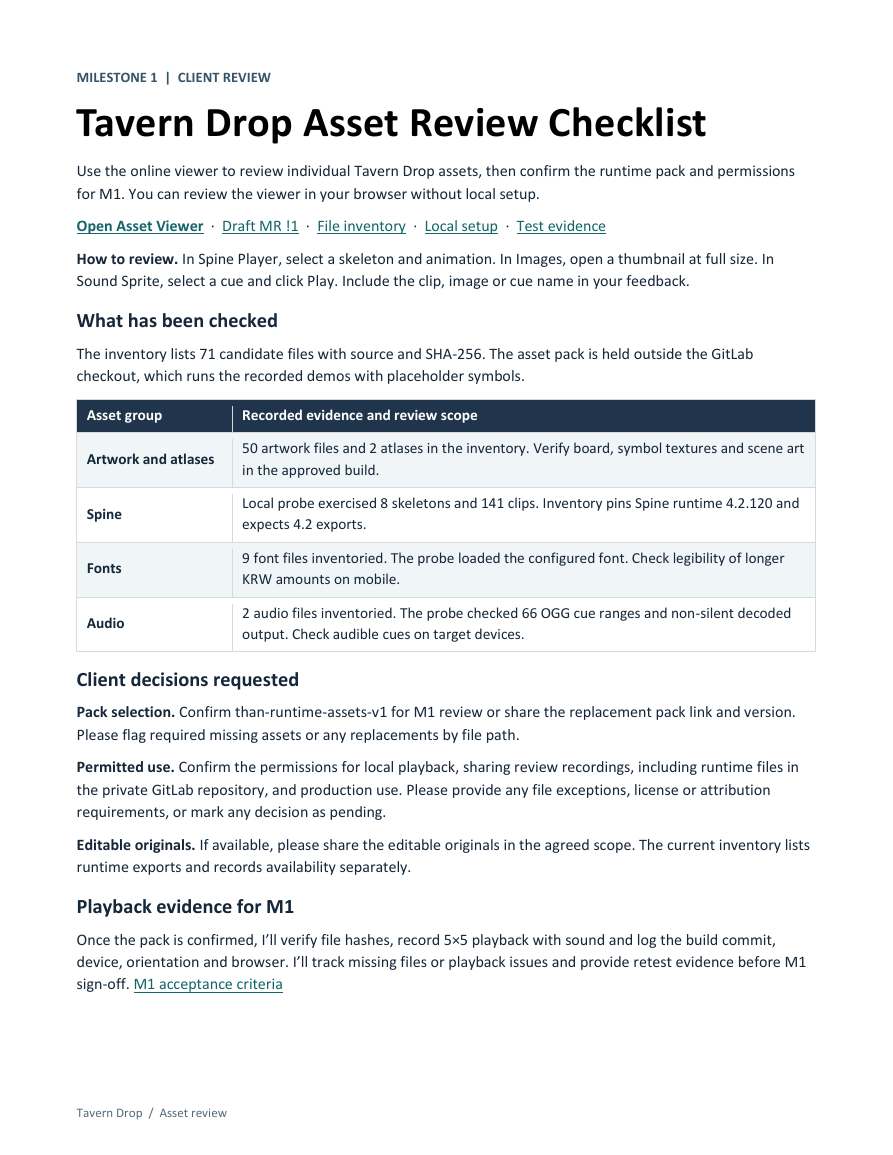 MILESTONE 1 | CLIENT REVIEW
Tavern Drop Asset Review Checklist
Use the online viewer to review individual Tavern Drop assets, then confirm the runtime pack and permissions
for M1. You can review the viewer in your browser without local setup.
Open Asset Viewer · Draft MR !1 · File inventory · Local setup · Test evidence
How to review. In Spine Player, select a skeleton and animation. In Images, open a thumbnail at full size. In
Sound Sprite, select a cue and click Play. Include the clip, image or cue name in your feedback.
What has been checked
The inventory lists 71 candidate files with source and SHA-256. The asset pack is held outside the GitLab
checkout, which runs the recorded demos with placeholder symbols.
Asset group Recorded evidence and review scope
Artwork and atlases 50 artwork files and 2 atlases in the inventory. Verify board, symbol textures and scene art
in the approved build.
Spine Local probe exercised 8 skeletons and 141 clips. Inventory pins Spine runtime 4.2.120 and
expects 4.2 exports.
Fonts 9 font files inventoried. The probe loaded the configured font. Check legibility of longer
KRW amounts on mobile.
Audio 2 audio files inventoried. The probe checked 66 OGG cue ranges and non-silent decoded
output. Check audible cues on target devices.
Client decisions requested
Pack selection. Confirm than-runtime-assets-v1 for M1 review or share the replacement pack link and version.
Please flag required missing assets or any replacements by file path.
Permitted use. Confirm the permissions for local playback, sharing review recordings, including runtime files in
the private GitLab repository, and production use. Please provide any file exceptions, license or attribution
requirements, or mark any decision as pending.
Editable originals. If available, please share the editable originals in the agreed scope. The current inventory lists
runtime exports and records availability separately.
Playback evidence for M1
Once the pack is confirmed, I’ll verify file hashes, record 5×5 playback with sound and log the build commit,
device, orientation and browser. I’ll track missing files or playback issues and provide retest evidence before M1
sign-off. M1 acceptance criteria
Tavern Drop / Asset review